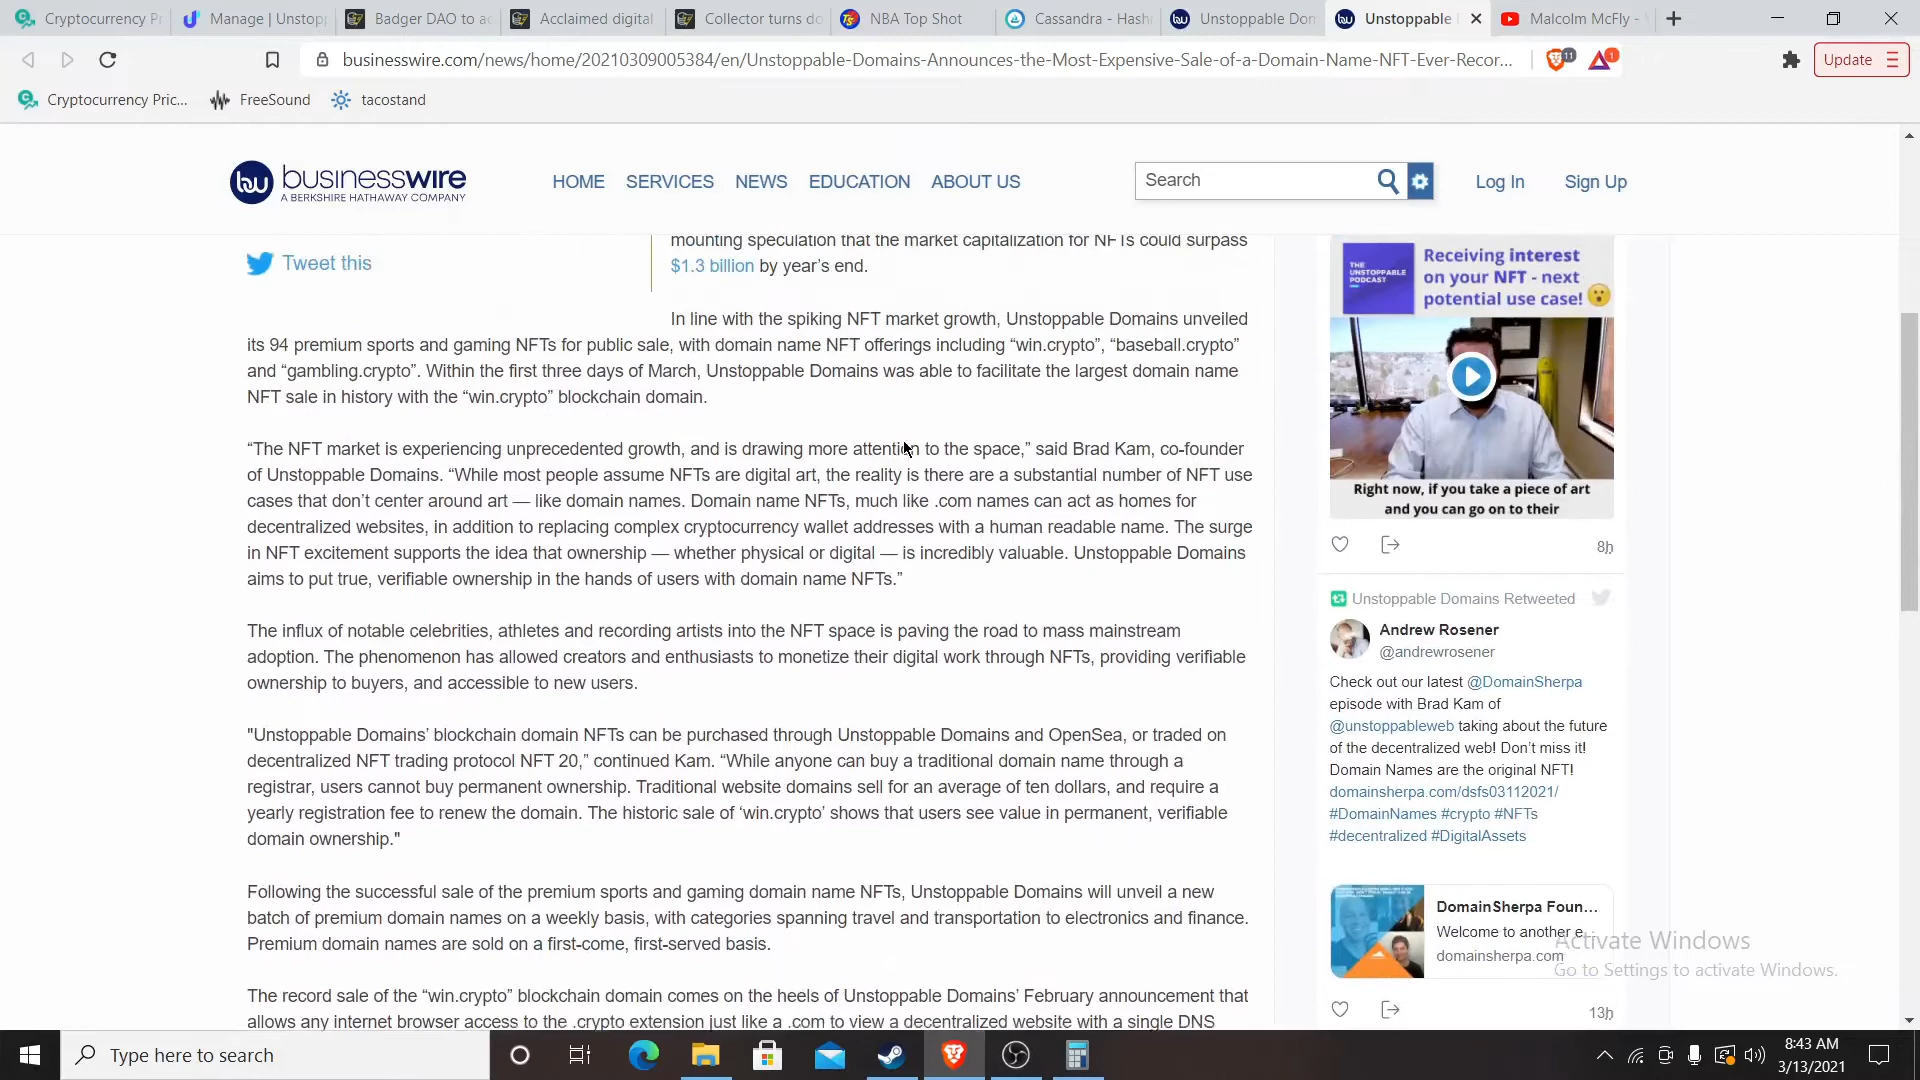 Cryptocurrency Pr
Manage | Unstopp
Badger DAO to ac
Acclaimed digital
Collector turns do
NBA Top Shot
Cassandra - Hash
Unstoppable Don
Unstoppable
Malcolm McFly -
businesswire.com/news/home/20210309005384/en/Unstoppable-Domains-Announces-the-Most-Expensive-Sale-of-a-Domain-Name-NFT-Ever-Recor...
11
1
Update
Cryptocurrency Pric...
FreeSound
tacostand
businesswire
A BERKSHIRE HATHAWAY COMPANY
HOME SERVICES NEWS EDUCATION ABOUT US
Search
Log In
Sign Up
Tweet this
mounting speculation that the market capitalization for NFTs could surpass
$1.3 billion by year’s end.
In line with the spiking NFT market growth, Unstoppable Domains unveiled
its 94 premium sports and gaming NFTs for public sale, with domain name NFT offerings including “win.crypto”, “baseball.crypto”
and “gambling.crypto”. Within the first three days of March, Unstoppable Domains was able to facilitate the largest domain name
NFT sale in history with the “win.crypto” blockchain domain.
“The NFT market is experiencing unprecedented growth, and is drawing more attention to the space,” said Brad Kam, co-founder
of Unstoppable Domains. “While most people assume NFTs are digital art, the reality is there are a substantial number of NFT use
cases that don’t center around art — like domain names. Domain name NFTs, much like .com names can act as homes for
decentralized websites, in addition to replacing complex cryptocurrency wallet addresses with a human readable name. The surge
in NFT excitement supports the idea that ownership — whether physical or digital — is incredibly valuable. Unstoppable Domains
aims to put true, verifiable ownership in the hands of users with domain name NFTs.”
The influx of notable celebrities, athletes and recording artists into the NFT space is paving the road to mass mainstream
adoption. The phenomenon has allowed creators and enthusiasts to monetize their digital work through NFTs, providing verifiable
ownership to buyers, and accessible to new users.
"Unstoppable Domains’ blockchain domain NFTs can be purchased through Unstoppable Domains and OpenSea, or traded on
decentralized NFT trading protocol NFT 20,” continued Kam. “While anyone can buy a traditional domain name through a
registrar, users cannot buy permanent ownership. Traditional website domains sell for an average of ten dollars, and require a
yearly registration fee to renew the domain. The historic sale of ‘win.crypto’ shows that users see value in permanent, verifiable
domain ownership."
Following the successful sale of the premium sports and gaming domain name NFTs, Unstoppable Domains will unveil a new
batch of premium domain names on a weekly basis, with categories spanning travel and transportation to electronics and finance.
Premium domain names are sold on a first-come, first-served basis.
The record sale of the “win.crypto” blockchain domain comes on the heels of Unstoppable Domains’ February announcement that
allows any internet browser access to the .crypto extension just like a .com to view a decentralized website with a single DNS
THE
UNSTOPPABLE
PODCAST
Receiving interest
on your NFT - next
potential use case!
Right now, if you take a piece of art
and you can go on to their
8h
Unstoppable Domains Retweeted
Andrew Rosener
@andrewrosener
Check out our latest @DomainSherpa
episode with Brad Kam of
@unstoppableweb taking about the future
of the decentralized web! Don’t miss it!
Domain Names are the original NFT!
domainsherpa.com/dsfs03112021/
#DomainNames #crypto #NFTs
#decentralized #DigitalAssets
DomainSherpa Foun...
Welcome to another e...
domainsherpa.com
13h
Activate Windows
Go to Settings to activate Windows.
Type here to search
8:43 AM
3/13/2021